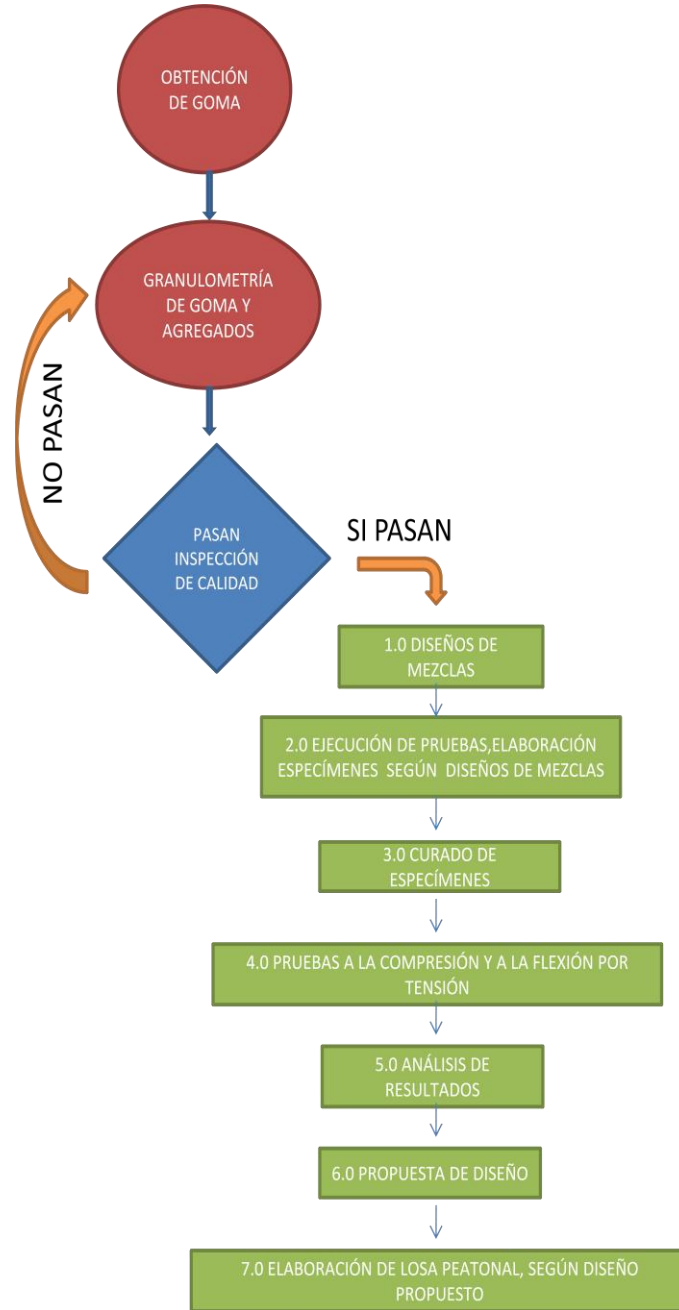 OBTENCIÓN
DE GOMA
GRANULOMETRÍA
DE GOMA Y
AGREGADOS
NO PASAN
PASAN
INSPECCIÓN
DE CALIDAD
SI PASAN
1.0 DISEÑOS DE
MEZCLAS
2.0 EJECUCIÓN DE PRUEBAS,ELABORACIÓN
ESPECÍMENES SEGÚN DISEÑOS DE MEZCLAS
3.0 CURADO DE
ESPECÍMENES
4.0 PRUEBAS A LA COMPRESIÓN Y A LA FLEXIÓN POR
TENSIÓN
5.0 ANÁLISIS DE
RESULTADOS
6.0 PROPUESTA DE DISEÑO
7.0 ELABORACIÓN DE LOSA PEATONAL, SEGÚN DISEÑO
PROPUESTO